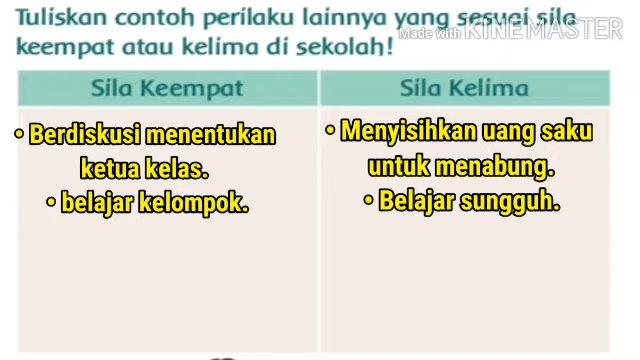 Tuliskan contoh perilaku lainnya yang sesuai sila
keempat atau kelima di sekolah!
Made with KINEMASTER
Sila Keempat
Sila Kelima
• Berdiskusi menentukan
ketua kelas.
• belajar kelompok.
• Menyisihkan uang saku
untuk menabung.
• Belajar sungguh.